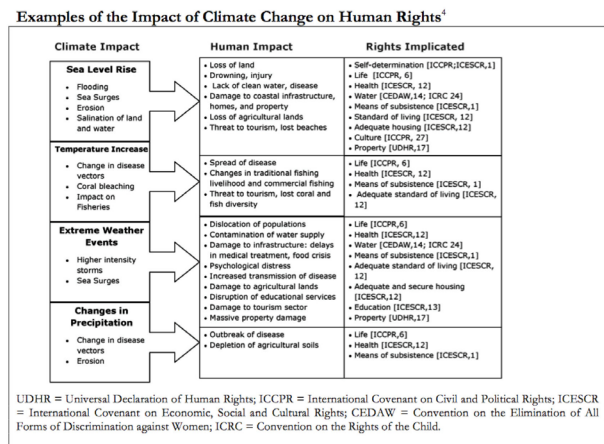 Examples of the Impact of Climate Change on Human Rights⁴
Climate Impact
Human Impact
Rights Implicated
Sea Level Rise
• Flooding
• Sea Surges
• Erosion
• Salination of land
and water
• Loss of land
• Drowning, injury
• Lack of clean water, disease
• Damage to coastal infrastructure,
homes, and property
• Loss of agricultural lands
• Threat to tourism, lost beaches
• Self-determination [ICCPR;ICESCR,1]
• Life [ICCPR, 6]
• Health [ICESCR, 12]
• Water [CEDAW,14; ICRC 24]
• Means of subsistence [ICESCR,1]
• Standard of living [ICESCR, 12]
• Adequate housing [ICESCR,12]
• Culture [ICCPR, 27]
• Property [UDHR,17]
Temperature Increase
• Change in disease
vectors
• Coral bleaching
• Impact on
Fisheries
• Spread of disease
• Changes in traditional fishing
livelihood and commercial fishing
• Threat to tourism, lost coral and
fish diversity
• Life [ICCPR, 6]
• Health [ICESCR, 12]
• Means of subsistence [ICESCR, 1]
• Adequate standard of living [ICESCR,
12]
Extreme Weather
Events
• Higher intensity
storms
• Sea Surges
• Dislocation of populations
• Contamination of water supply
• Damage to infrastructure: delays
in medical treatment, food crisis
• Psychological distress
• Increased transmission of disease
• Damage to agricultural lands
• Disruption of educational services
• Damage to tourism sector
• Massive property damage
• Life [ICCPR,6]
• Health [ICESCR,12]
• Water [CEDAW,14; ICRC 24]
• Means of subsistence [ICESCR,1]
• Adequate standard of living [ICESCR,
12]
• Adequate and secure housing
[ICESCR,12]
• Education [ICESCR,13]
• Property [UDHR,17]
Changes in
Precipitation
• Change in disease
vectors
• Erosion
• Outbreak of disease
• Depletion of agricultural soils
• Life [ICCPR,6]
• Health [ICESCR,12]
• Means of subsistence [ICESCR,1]
UDHR = Universal Declaration of Human Rights; ICCPR = International Covenant on Civil and Political Rights; ICESCR
= International Covenant on Economic, Social and Cultural Rights; CEDAW = Convention on the Elimination of All
Forms of Discrimination against Women; ICRC = Convention on the Rights of the Child.